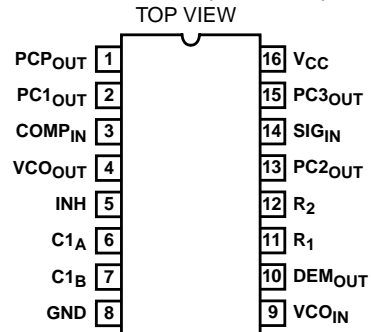 TOP VIEW
PCPOUT 1
16 VCC
PC1OUT 2
15 PC3OUT
COMPIN 3
14 SIGIN
VCOOUT 4
13 PC2OUT
INH 5
12 R2
C1A 6
11 R1
C1B 7
10 DEMOUT
GND 8
9 VCOIN